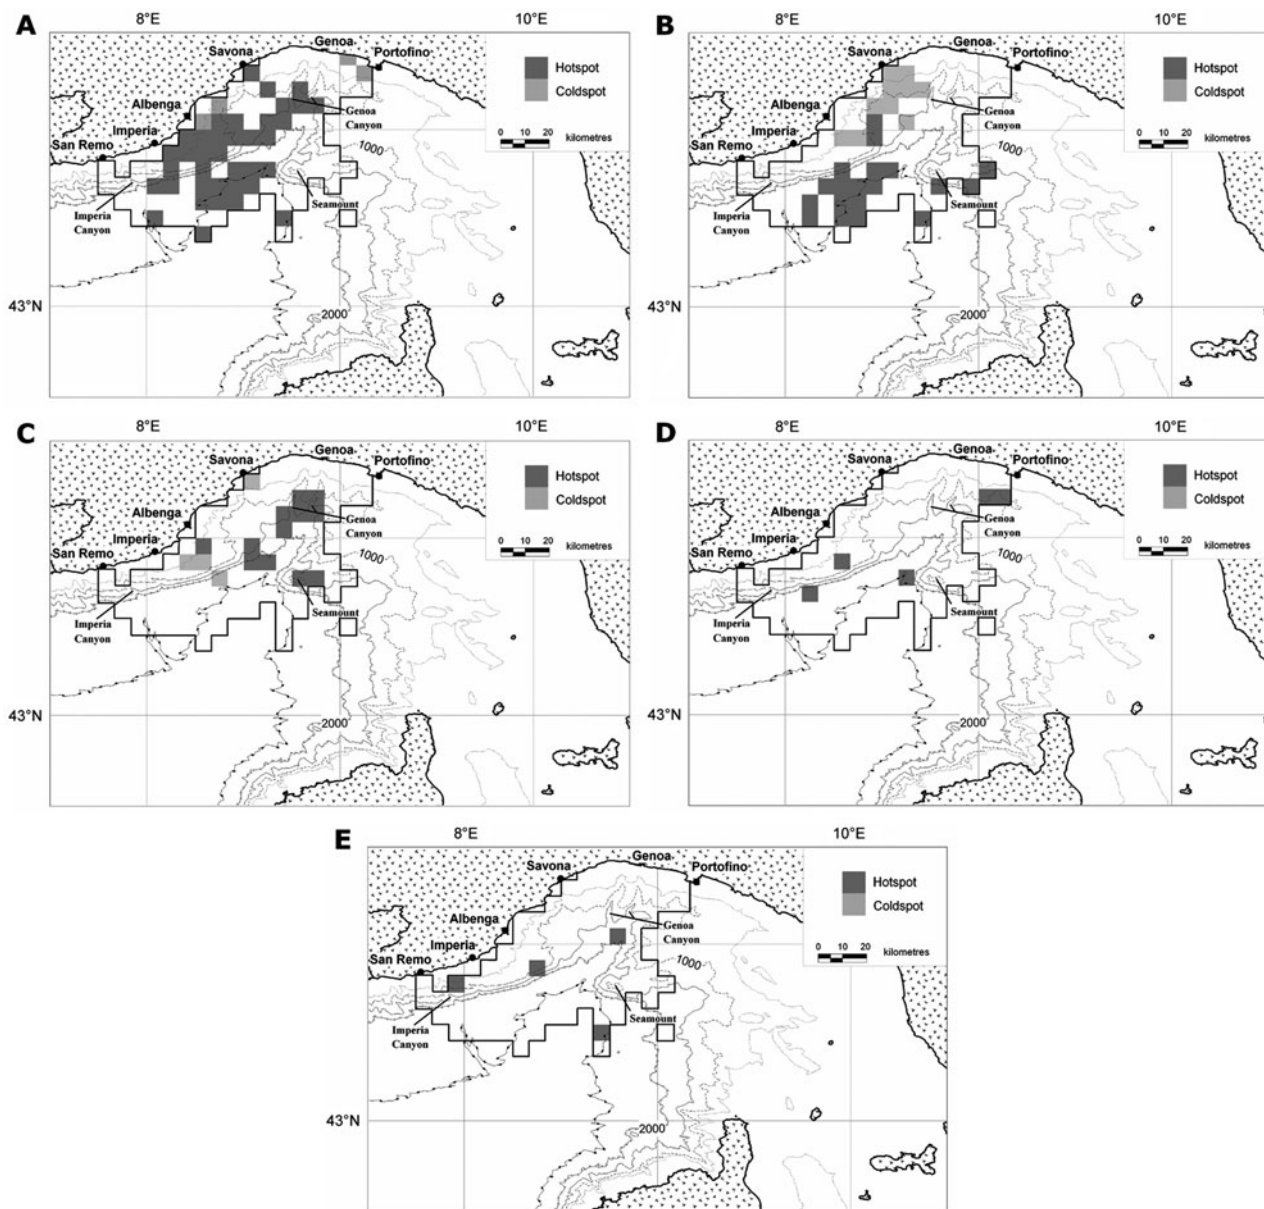 A
8°E
10°E
Savona
Genoa
Portofino
Hotspot
Coldspot
Albenga
Genoa
Canyon
0 10 20 kilometres
Imperia
San Remo
1000
Imperia
Canyon
Seamount
43°N
2000
B
8°E
10°E
Savona
Genoa
Portofino
Hotspot
Coldspot
Albenga
Genoa
Canyon
0 10 20 kilometres
Imperia
San Remo
1000
Imperia
Canyon
Seamount
43°N
2000
C
8°E
10°E
Savona
Genoa
Portofino
Hotspot
Coldspot
Albenga
Genoa
Canyon
0 10 20 kilometres
Imperia
San Remo
1000
Imperia
Canyon
Seamount
43°N
2000
D
8°E
10°E
Savona
Genoa
Portofino
Hotspot
Coldspot
Albenga
Genoa
Canyon
0 10 20 kilometres
Imperia
San Remo
1000
Imperia
Canyon
Seamount
43°N
2000
E
8°E
10°E
Savona
Genoa
Portofino
Hotspot
Coldspot
Albenga
Genoa
Canyon
0 10 20 kilometres
Imperia
San Remo
1000
Imperia
Canyon
Seamount
43°N
2000